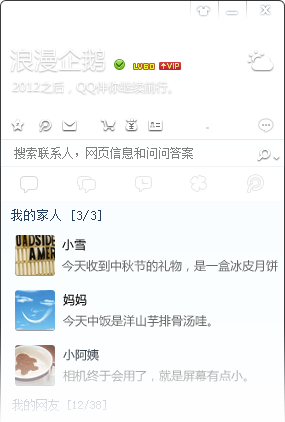 浪漫企鹅 LV60 VIP
2012之后，QQ伴你继续前行。
搜索联系人，网页信息和问问答案
我的家人 [3/3]
小雪
今天收到中秋节的礼物，是一盒冰皮月饼
妈妈
今天中饭是洋山芋排骨汤哦。
小阿姨
相机终于会用了，就是屏幕有点小。
我的网友 [12/38]